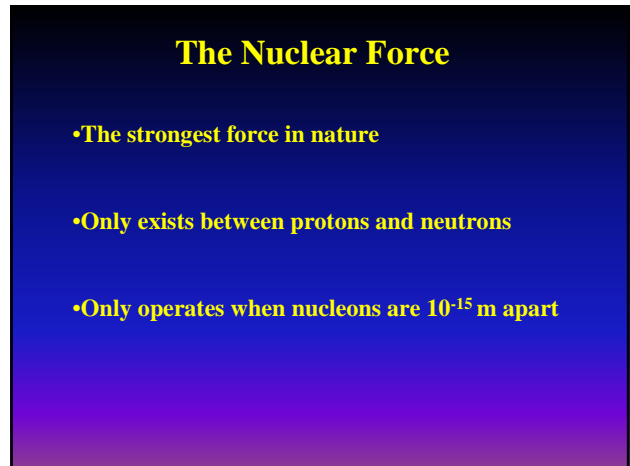 The Nuclear Force
•The strongest force in nature
•Only exists between protons and neutrons
•Only operates when nucleons are 10⁻¹⁵ m apart